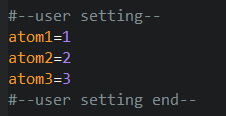 #--user setting--
atom1=1
atom2=2
atom3=3
#--user setting end--